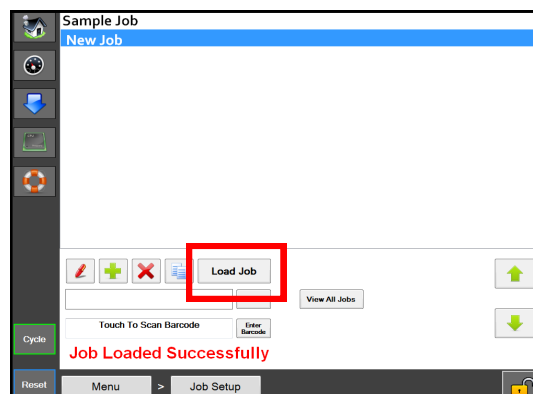 Sample Job
New Job
Load Job
View All Jobs
Touch To Scan Barcode
Enter
Barcode
Cycle
Job Loaded Successfully
Reset
Menu > Job Setup